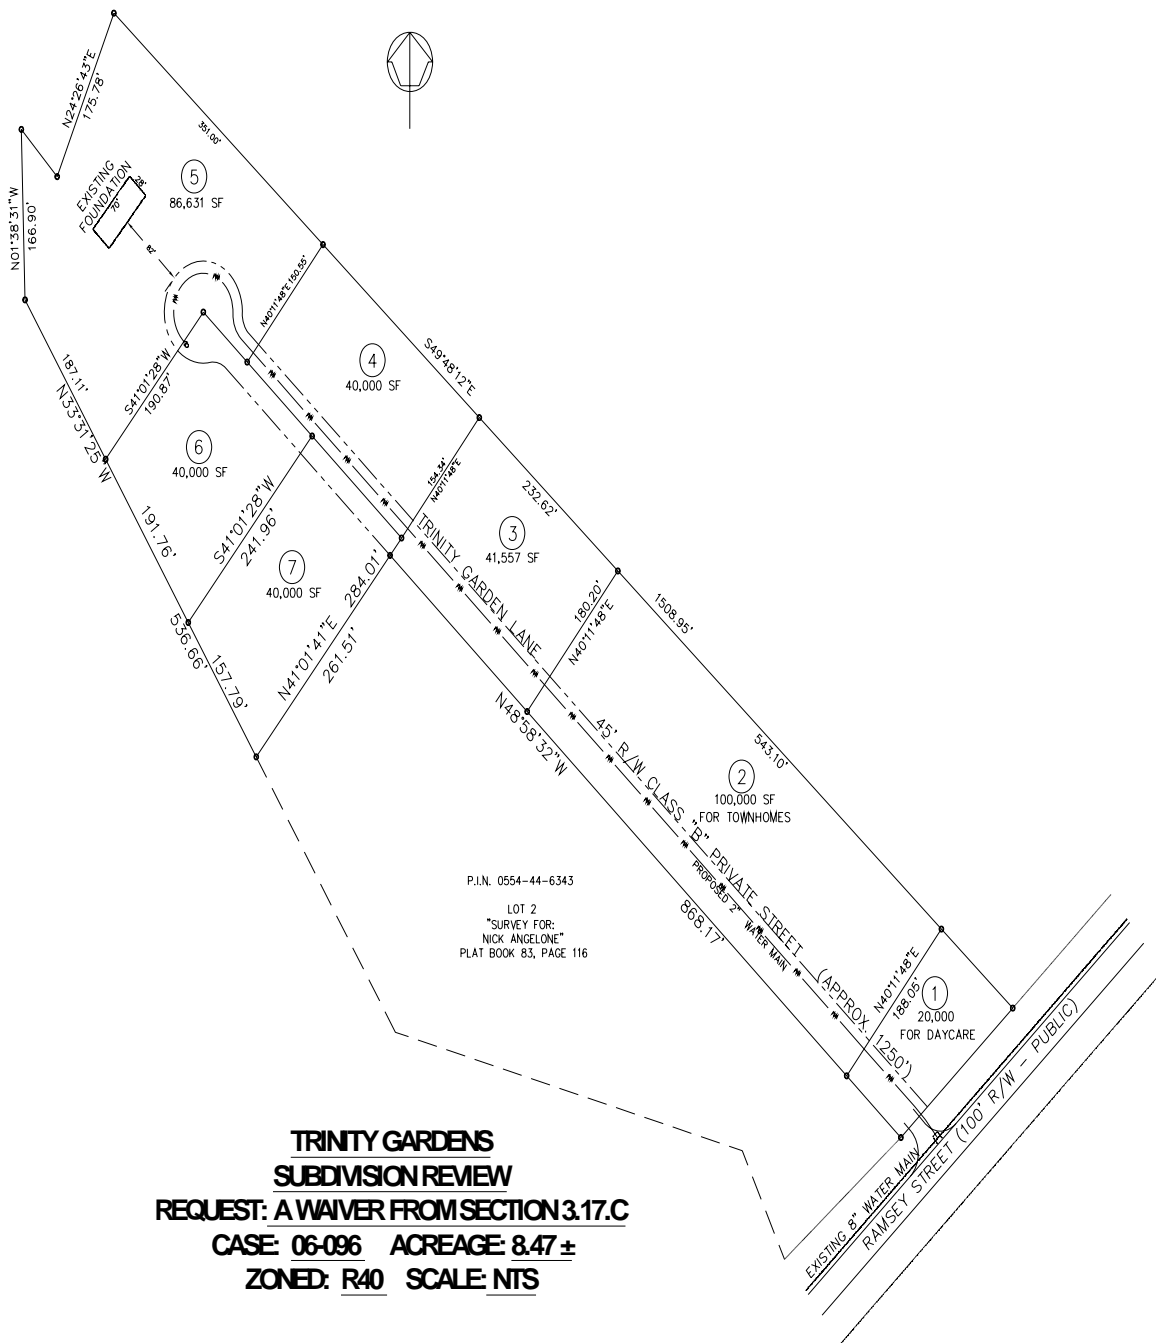 N24°26'43"E
175.78'
351.00'
N01°38'31"W
166.90'
EXISTING
FOUNDATION
28'
70'
82'
5
86,631 SF
N40°11'48"E 150.55'
187.11'
N33°31'25"W
S41°01'28"W
190.87'
4
40,000 SF
S49°48'12"E
6
40,000 SF
154.34'
N40°11'48"E
232.62'
191.76'
S41°01'28"W
241.96'
3
41,557 SF
TRINITY GARDEN LANE
7
40,000 SF
284.01'
N41°01'41"E
261.51'
180.20'
N40°11'48"E
1508.95'
536.66'
157.79'
N48°58'32"W
543.10'
45' R/W CLASS "B" PRIVATE STREET (APPROX. 1250')
2
100,000 SF
FOR TOWNHOMES
PROPOSED 2" WATER MAIN
868.17'
P.I.N. 0554-44-6343
LOT 2
"SURVEY FOR:
NICK ANGELONE"
PLAT BOOK 83, PAGE 116
N40°11'48"E
188.05'
1
20,000
FOR DAYCARE
EXISTING 8" WATER MAIN
RAMSEY STREET (100' R/W - PUBLIC)
TRINITY GARDENS
SUBDIVISION REVIEW
REQUEST: A WAIVER FROM SECTION 3.17.C
CASE: 06-096 ACREAGE: 8.47 ±
ZONED: R40 SCALE: NTS